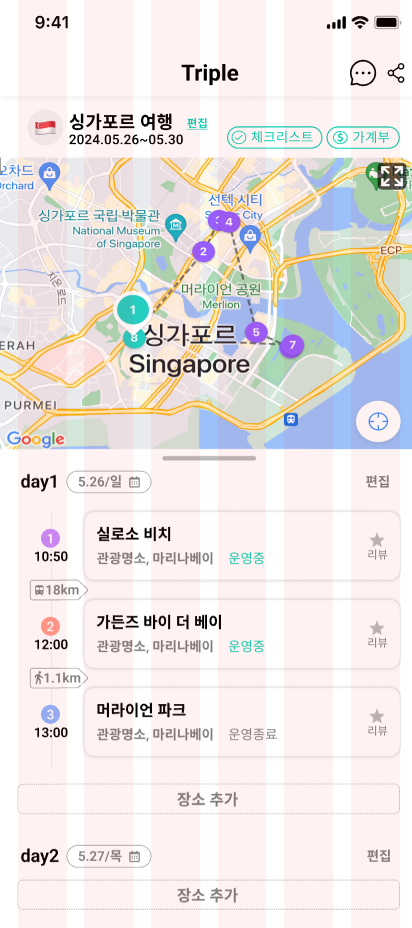 9:41
Triple
싱가포르 여행 편집
2024.05.26~05.30
체크리스트
가계부
오차드
Orchard
선텍 시티
City
싱가포르 국립 박물관
National Museum
of Singapore
2
4
2
ECP
머라이언 공원
Merlion
1
8
5
7
싱가포르
Singapore
ERAH
PURMEI
Google
day1
5.26/일
편집
1
10:50
실로소 비치
관광명소, 마리나베이 운영중
리뷰
18km
2
12:00
가든즈 바이 더 베이
관광명소, 마리나베이 운영중
리뷰
1.1km
3
13:00
머라이언 파크
관광명소, 마리나베이 운영종료
리뷰
장소 추가
day2
5.27/목
편집
장소 추가